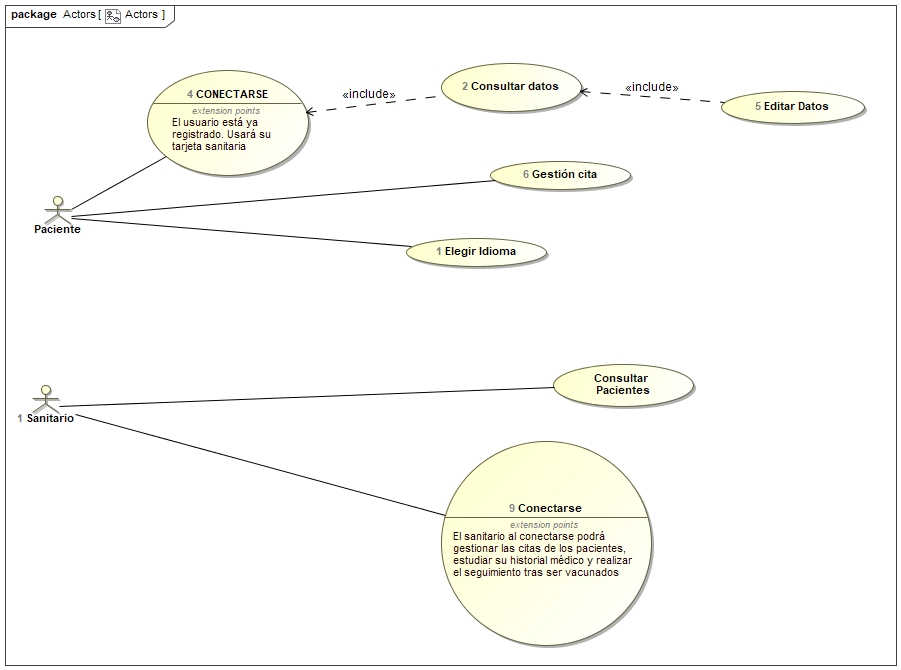 package Actors [ Actors ]
4 CONECTARSE
extension points
El usuario está ya
registrado. Usará su
tarjeta sanitaria
«include»
2 Consultar datos
«include»
5 Editar Datos
6 Gestión cita
Paciente
1 Elegir Idioma
Consultar
Pacientes
1 Sanitario
9 Conectarse
extension points
El sanitario al conectarse podrá
gestionar las citas de los pacientes,
estudiar su historial médico y realizar
el seguimiento tras ser vacunados